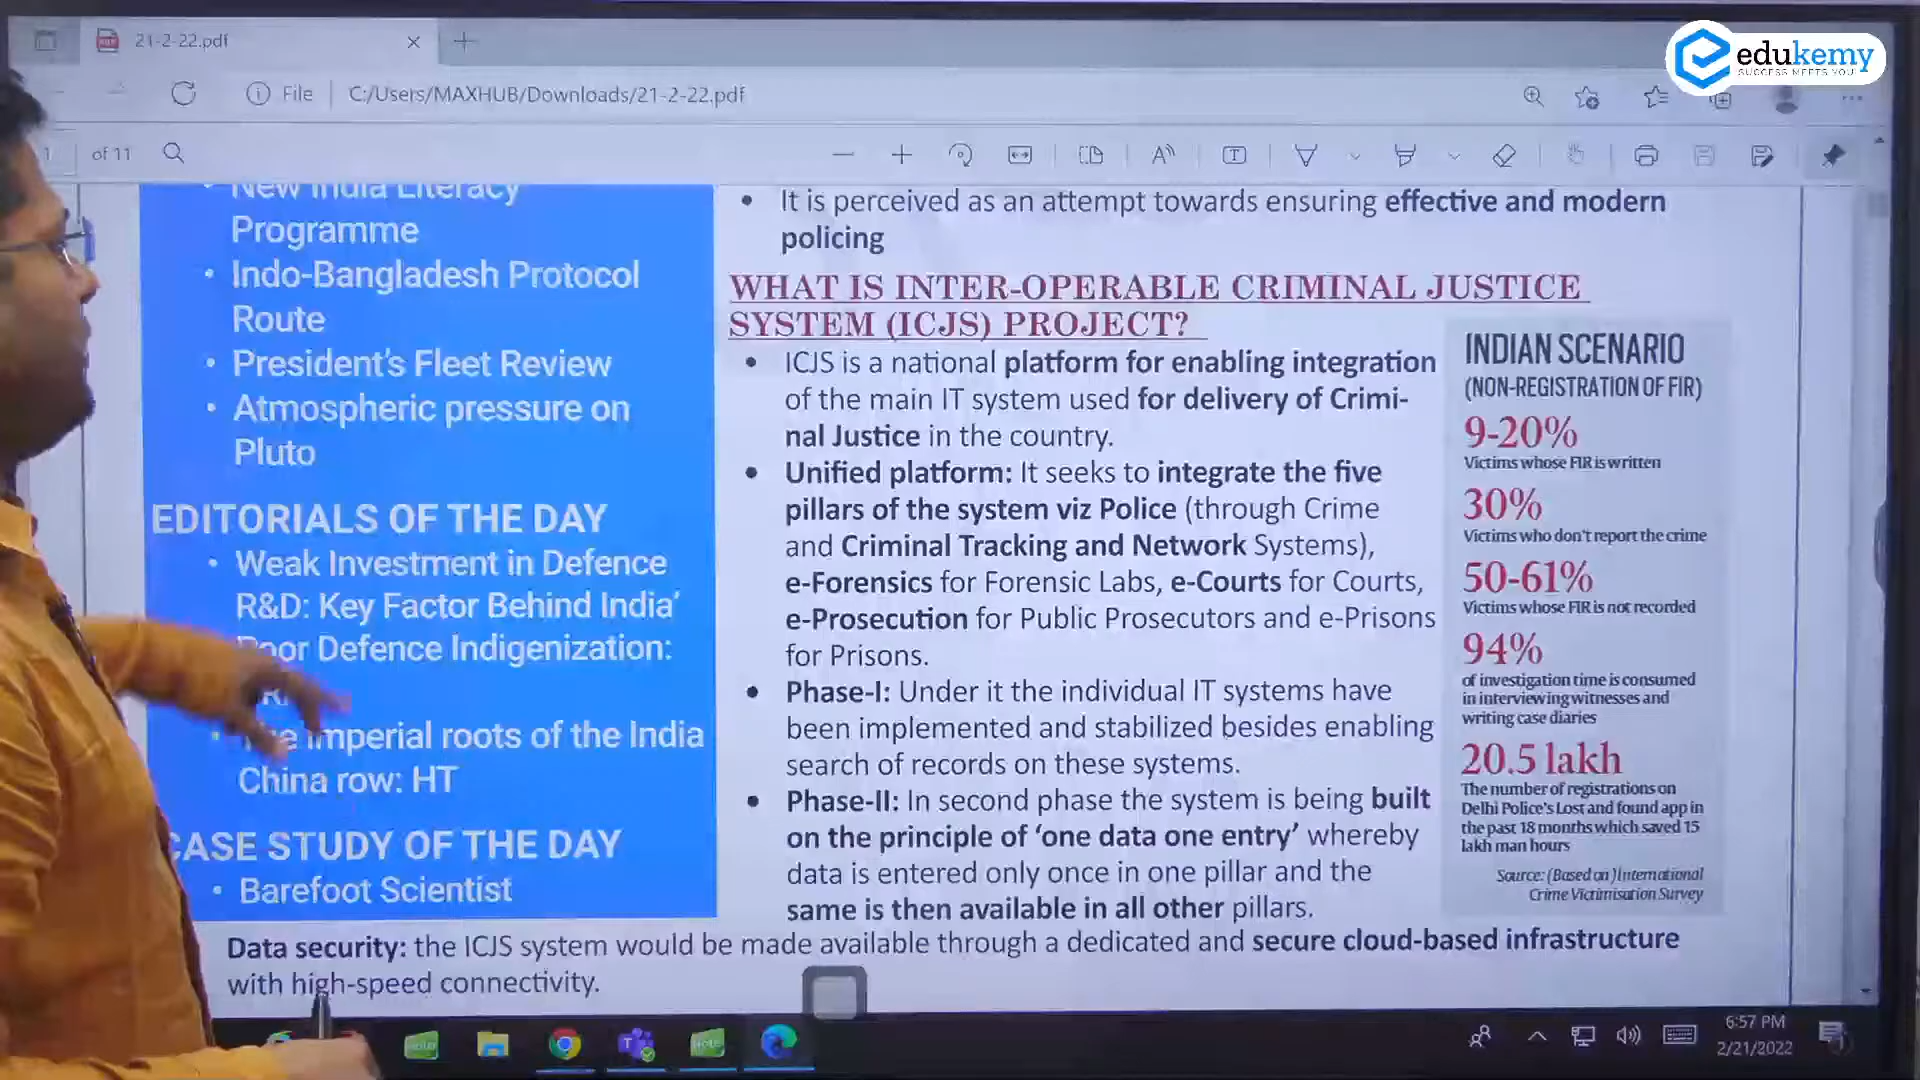 21-2-22.pdf
edukemy
SUCCESS MEETS YOU
File
C:/Users/MAXHUB/Downloads/21-2-22.pdf
1
of 11
• New India Literacy
Programme
• Indo-Bangladesh Protocol
Route
• President's Fleet Review
• Atmospheric pressure on
Pluto
EDITORIALS OF THE DAY
• Weak Investment in Defence
R&D: Key Factor Behind India'
Defence Indigenization:
• Imperial roots of the India
China row: HT
CASE STUDY OF THE DAY
• Barefoot Scientist
• It is perceived as an attempt towards ensuring effective and modern
policing
WHAT IS INTER-OPERABLE CRIMINAL JUSTICE
SYSTEM (ICJS) PROJECT?
• ICJS is a national platform for enabling integration
of the main IT system used for delivery of Crimi-
nal Justice in the country.
• Unified platform: It seeks to integrate the five
pillars of the system viz Police (through Crime
and Criminal Tracking and Network Systems),
e-Forensics for Forensic Labs, e-Courts for Courts,
e-Prosecution for Public Prosecutors and e-Prisons
for Prisons.
• Phase-I: Under it the individual IT systems have
been implemented and stabilized besides enabling
search of records on these systems.
• Phase-II: In second phase the system is being built
on the principle of 'one data one entry' whereby
data is entered only once in one pillar and the
same is then available in all other pillars.
Data security: the ICJS system would be made available through a dedicated and secure cloud-based infrastructure
with high-speed connectivity.
INDIAN SCENARIO
(NON-REGISTRATION OF FIR)
9-20%
Victims whose FIR is written
30%
Victims who don't report the crime
50-61%
Victims whose FIR is not recorded
94%
of investigation time is consumed
in interviewing witnesses and
writing case diaries
20.5 lakh
The number of registrations on
Delhi Police's Lost and found app in
the past 18 months which saved 15
lakh man hours
Source: (Based on )International
Crime Victimisation Survey
6:57 PM
2/21/2022